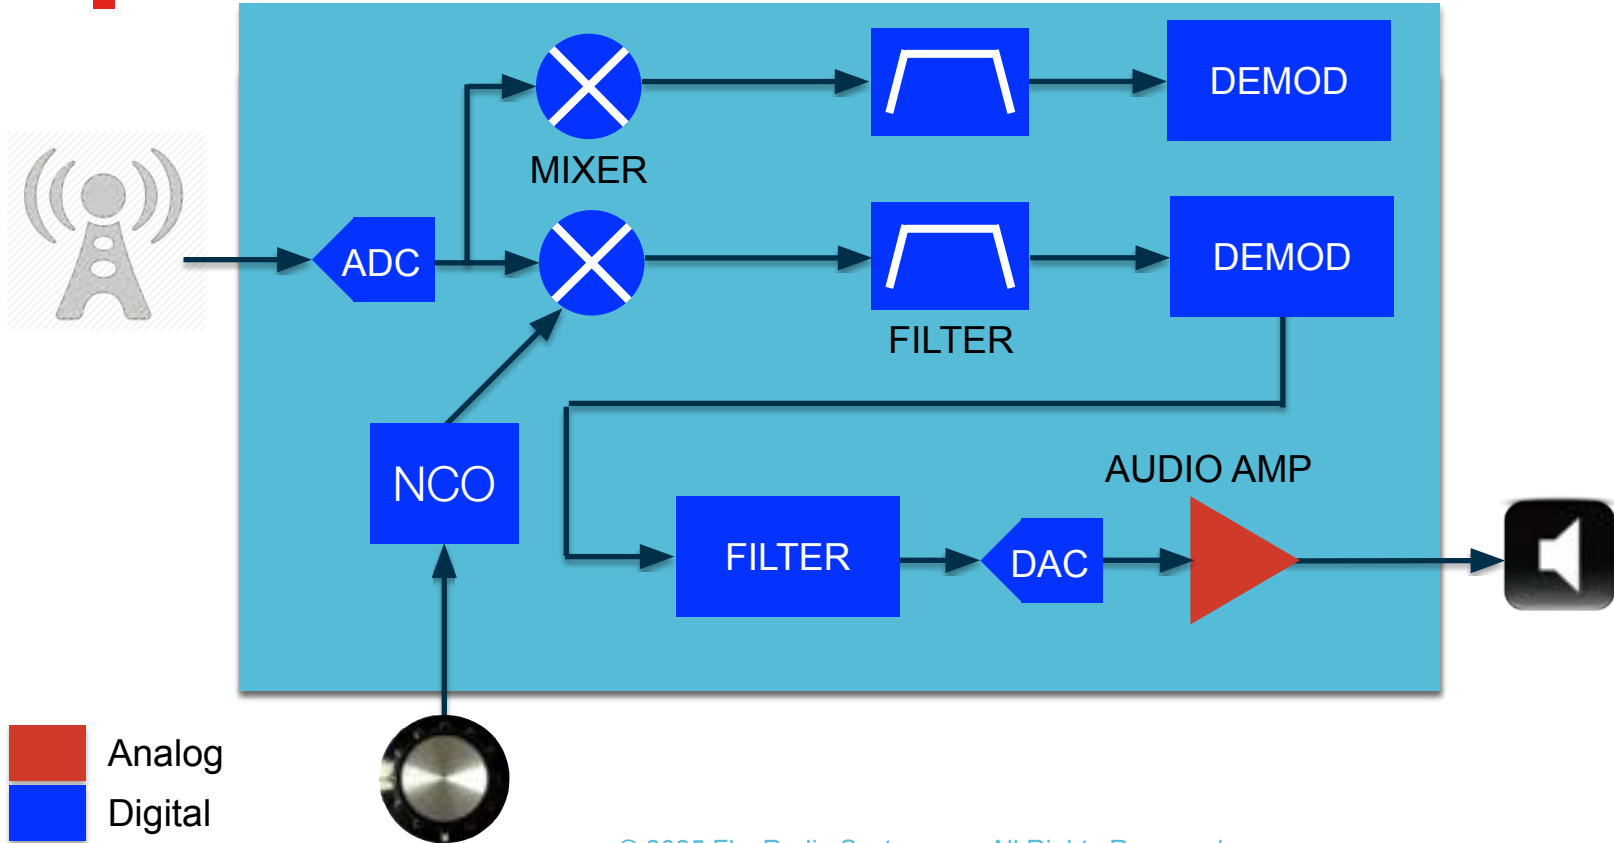 DEMOD
MIXER
ADC
DEMOD
FILTER
NCO
AUDIO AMP
FILTER
DAC
Analog
Digital